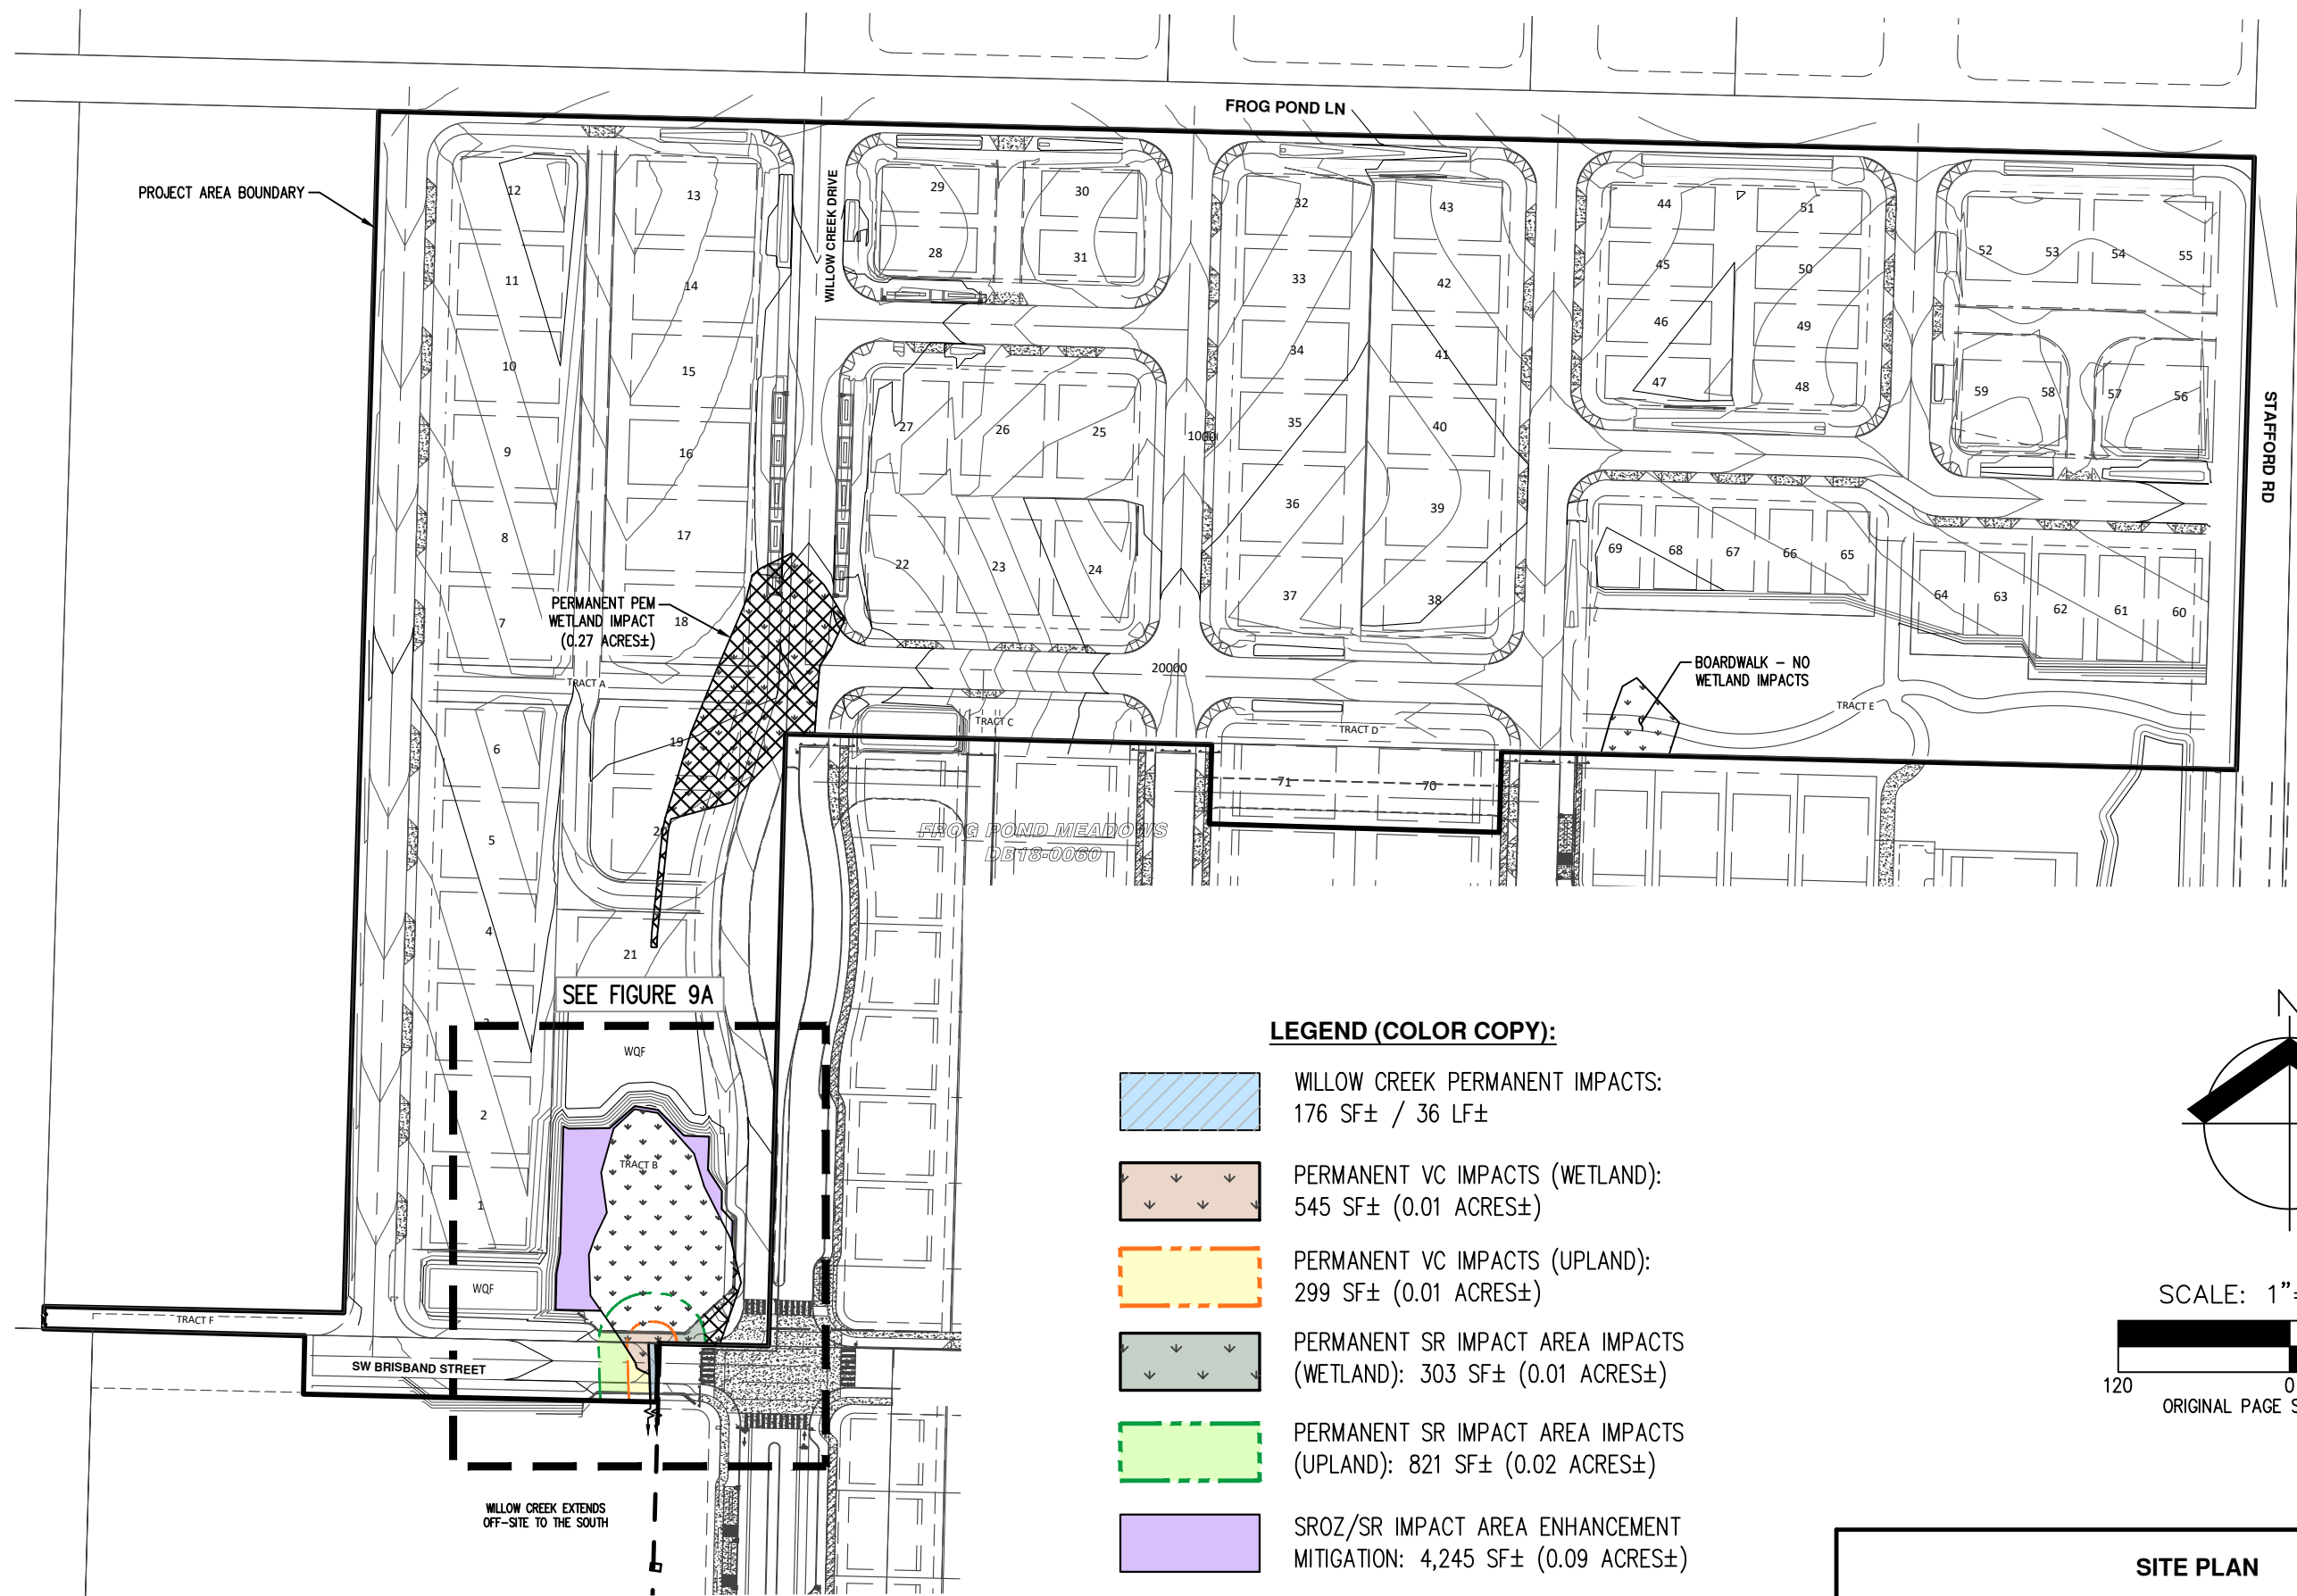 FROG POND LN
PROJECT AREA BOUNDARY
WILLOW CREEK DRIVE
STAFFORD RD
12
13
29
30
32
43
44
51
52
53
54
55
11
14
28
31
33
42
45
50
10
15
34
41
46
49
47
48
59
58
57
56
9
16
27
26
25
1000
35
40
8
17
22
23
24
36
39
69
68
67
66
65
7
18
37
38
64
63
62
61
60
PERMANENT PEM
WETLAND IMPACT
(0.27 ACRES±)
BOARDWALK – NO
WETLAND IMPACTS
TRACT A
20000
TRACT C
TRACT D
TRACT E
6
19
71
70
5
20
FROG POND MEADOWS
DB18-0060
4
21
SEE FIGURE 9A
3
WQF
2
TRACT B
1
WQF
TRACT F
SW BRISBAND STREET
WILLOW CREEK EXTENDS
OFF-SITE TO THE SOUTH
LEGEND (COLOR COPY):
WILLOW CREEK PERMANENT IMPACTS:
176 SF± / 36 LF±
PERMANENT VC IMPACTS (WETLAND):
545 SF± (0.01 ACRES±)
PERMANENT VC IMPACTS (UPLAND):
299 SF± (0.01 ACRES±)
PERMANENT SR IMPACT AREA IMPACTS
(WETLAND): 303 SF± (0.01 ACRES±)
PERMANENT SR IMPACT AREA IMPACTS
(UPLAND): 821 SF± (0.02 ACRES±)
SROZ/SR IMPACT AREA ENHANCEMENT
MITIGATION: 4,245 SF± (0.09 ACRES±)
SCALE: 1"=
120
0
ORIGINAL PAGE S
SITE PLAN